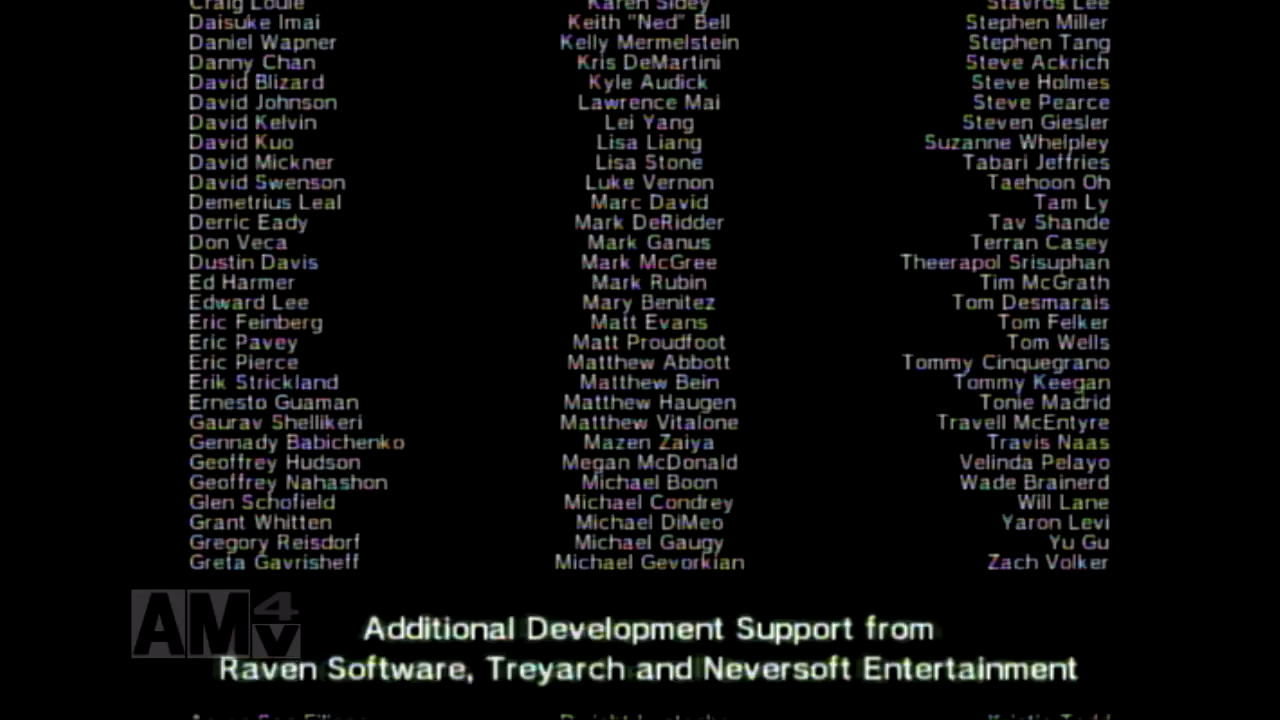 Craig Louie
Karen Sidey
Stavros Lee
Daisuke Imai
Keith "Ned" Bell
Stephen Miller
Daniel Wapner
Kelly Mermelstein
Stephen Tang
Danny Chan
Kris DeMartini
Steve Ackrich
David Blizard
Kyle Audick
Steve Holmes
David Johnson
Lawrence Mai
Steve Pearce
David Kelvin
Lei Yang
Steven Giesler
David Kuo
Lisa Liang
Suzanne Whelpley
David Mickner
Lisa Stone
Tabari Jeffries
David Swenson
Luke Vernon
Taehoon Oh
Demetrius Leal
Marc David
Tam Ly
Derric Eady
Mark DeRidder
Tav Shande
Don Veca
Mark Ganus
Terran Casey
Dustin Davis
Mark McGree
Theerapol Srisuphan
Ed Harmer
Mark Rubin
Tim McGrath
Edward Lee
Mary Benitez
Tom Desmarais
Eric Feinberg
Matt Evans
Tom Felker
Eric Pavey
Matt Proudfoot
Tom Wells
Eric Pierce
Matthew Abbott
Tommy Cinquegrano
Erik Strickland
Matthew Bein
Tommy Keegan
Ernesto Guaman
Matthew Haugen
Tonie Madrid
Gaurav Shellikeri
Matthew Vitalone
Travell McEntyre
Gennady Babichenko
Mazen Zaiya
Travis Naas
Geoffrey Hudson
Megan McDonald
Velinda Pelayo
Geoffrey Nahashon
Michael Boon
Wade Brainerd
Glen Schofield
Michael Condrey
Will Lane
Grant Whitten
Michael DiMeo
Yaron Levi
Gregory Reisdorf
Michael Gaugy
Yu Gu
Greta Gavrisheff
Michael Gevorkian
Zach Volker
AM4V
Additional Development Support from
Raven Software, Treyarch and Neversoft Entertainment